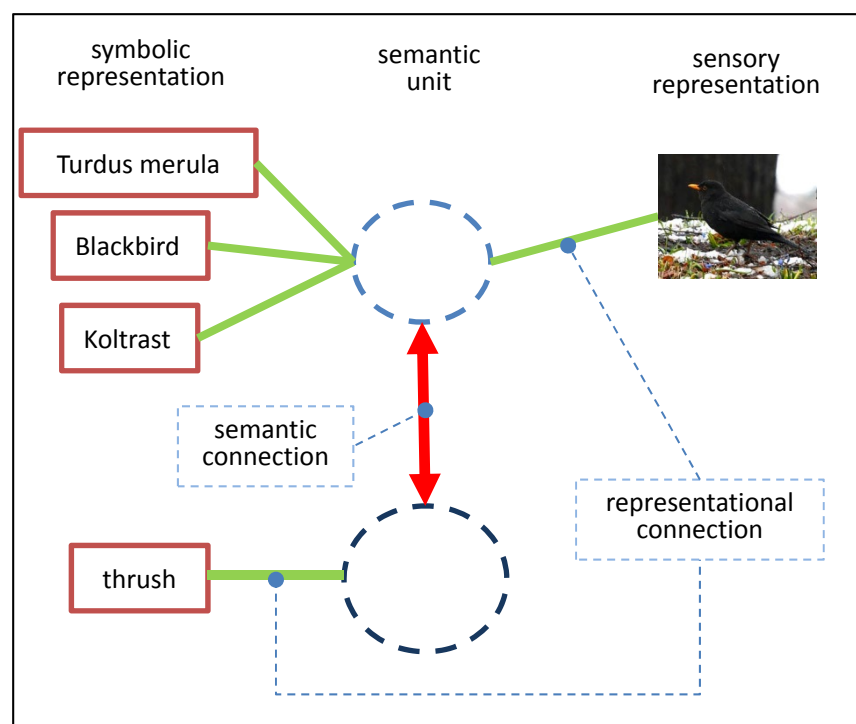 symbolic
representation
semantic
unit
sensory
representation
Turdus merula
Blackbird
Koltrast
semantic
connection
representational
connection
thrush